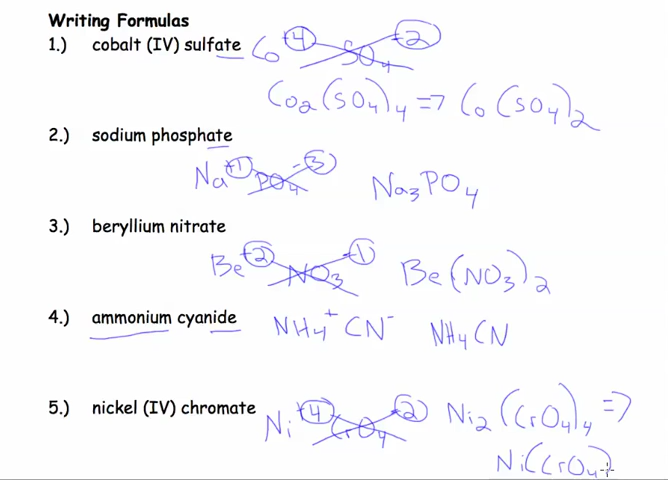 Writing Formulas
1.) cobalt (IV) sulfate Co +4 SO4 -2
Co2(SO4)4 => Co(SO4)2
2.) sodium phosphate
Na +1 PO4 -3 Na3PO4
3.) beryllium nitrate
Be +2 NO3 -1 Be(NO3)2
4.) ammonium cyanide NH4+ CN- NH4CN
5.) nickel (IV) chromate Ni +4 CrO4 -2 Ni2(CrO4)4 =>
Ni(CrO4)